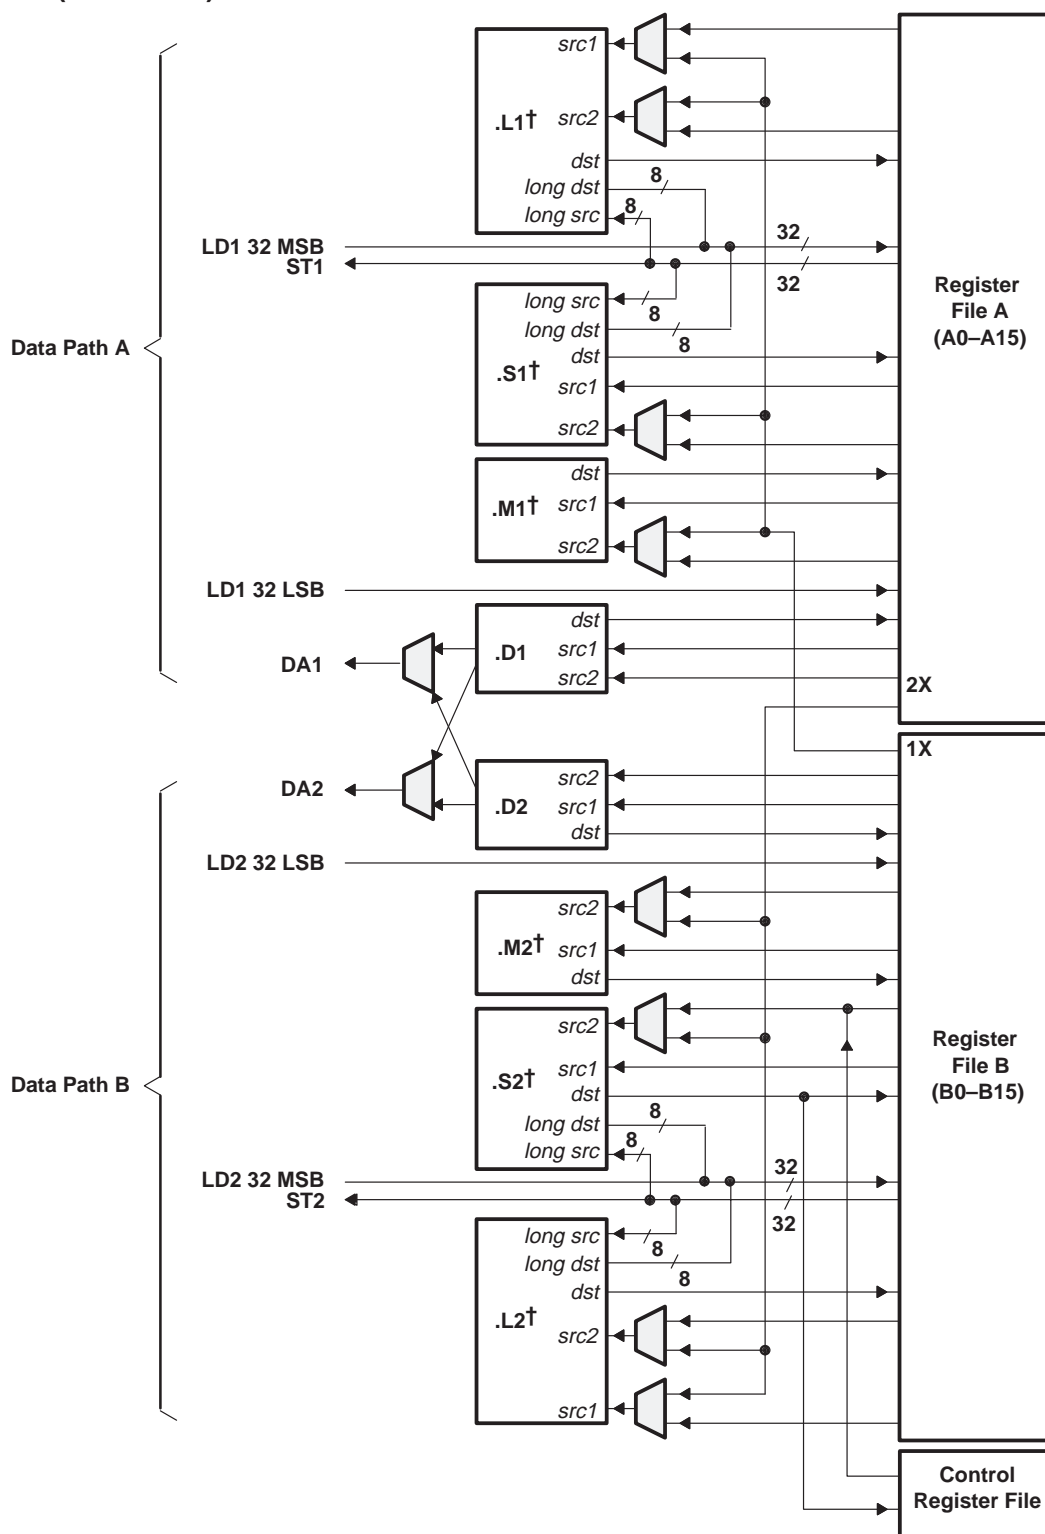 src1
.L1† src2
dst
long dst 8
long src 8
LD1 32 MSB 32
ST1 32
Register
File A
(A0–A15)
long src 8
long dst 8
dst
Data Path A
.S1†
src1
src2
dst
.M1† src1
src2
LD1 32 LSB
dst
.D1 src1
DA1
src2
2X
1X
DA2
src2
.D2 src1
dst
LD2 32 LSB
src2
.M2† src1
dst
src2
Register
File B
(B0–B15)
src1
.S2†
Data Path B
dst
long dst 8
long src 8
LD2 32 MSB 32
ST2 32
long src 8
long dst 8
dst
.L2†
src2
src1
Control
Register File